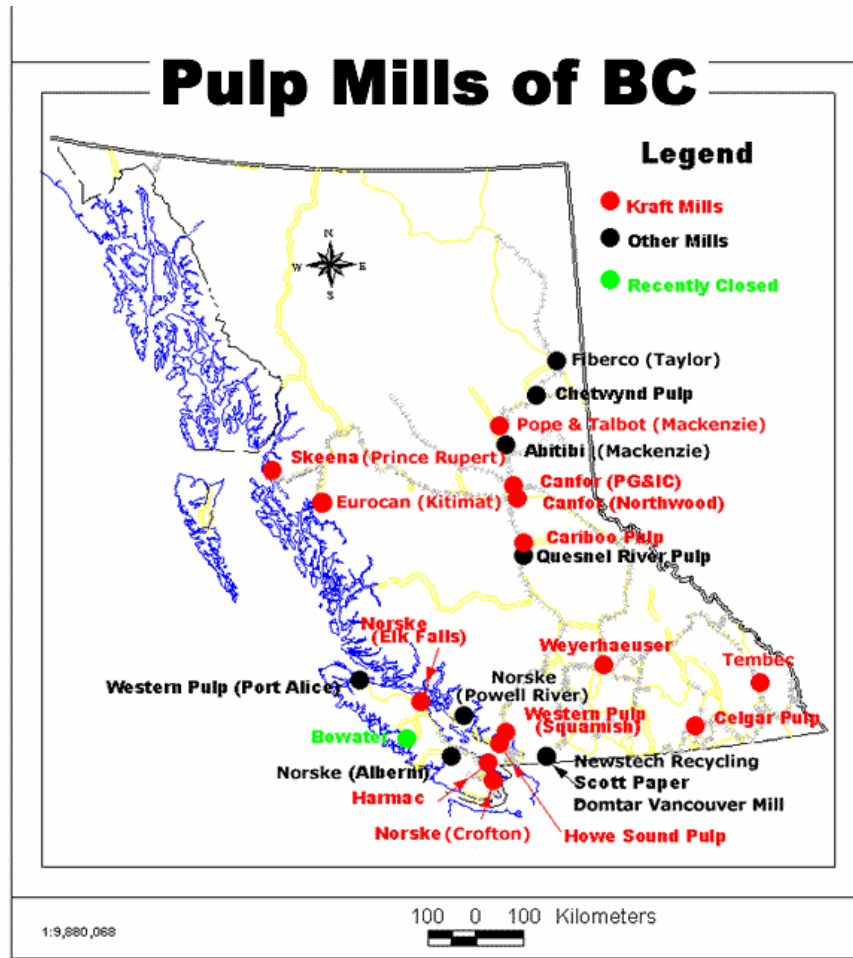 Pulp Mills of BC
Legend
Kraft Mills
Other Mills
Recently Closed
N
W E
S
Fiberco (Taylor)
Chetwynd Pulp
Pope & Talbot (Mackenzie)
Abitibi (Mackenzie)
Skeena (Prince Rupert)
Canfor (PG&IC)
Eurocan (Kitimat)
Canfor (Northwood)
Cariboo Pulp
Quesnel River Pulp
Norske
(Elk Falls)
Weyerhaeuser
Tembec
Western Pulp (Port Alice)
Norske
(Powell River)
Western Pulp
(Squamish)
Celgar Pulp
Bowater
Norske (Alberni)
Newstech Recycling
Scott Paper
Domtar Vancouver Mill
Harmac
Norske (Crofton)
Howe Sound Pulp
100 0 100 Kilometers
1:9,880,068